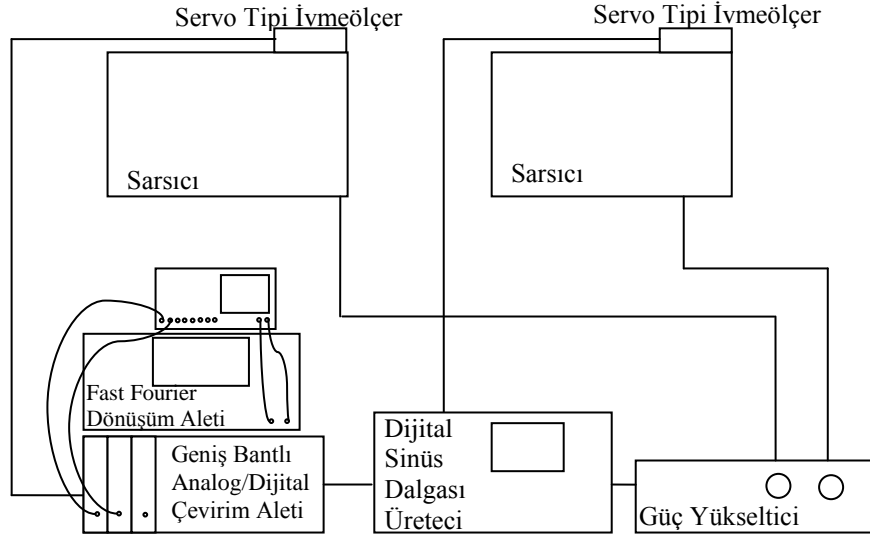 Servo Tipi İvmeölçer
Servo Tipi İvmeölçer
Sarsıcı
Sarsıcı
Fast Fourier
Dönüşüm Aleti
Geniş Bantlı
Analog/Dijital
Çevirim Aleti
Dijital
Sinüs
Dalgası
Üreteci
Güç Yükseltici